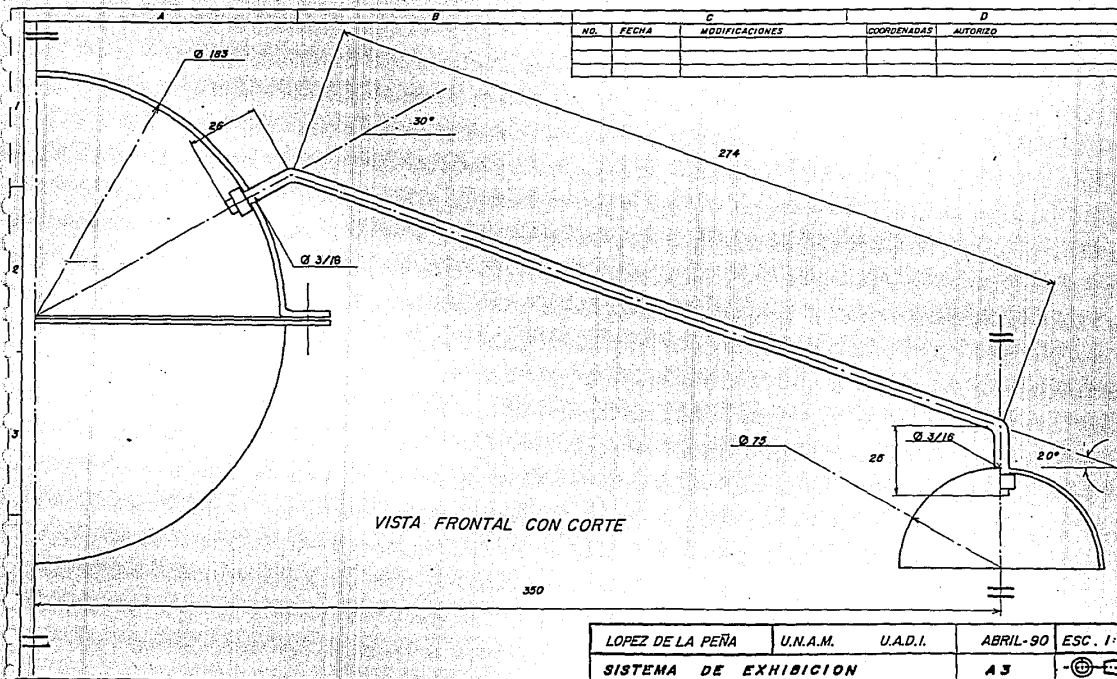 A B C D
NO. FECHA MODIFICACIONES COORDENADAS AUTORIZO
1
2
3
Ø 183
26
30°
274
Ø 3/16
Ø 75
Ø 3/16
26
20°
VISTA FRONTAL CON CORTE
350
LOPEZ DE LA PEÑA U.N.A.M. U.A.D.I. ABRIL-90 ESC. 1:
SISTEMA DE EXHIBICION A3